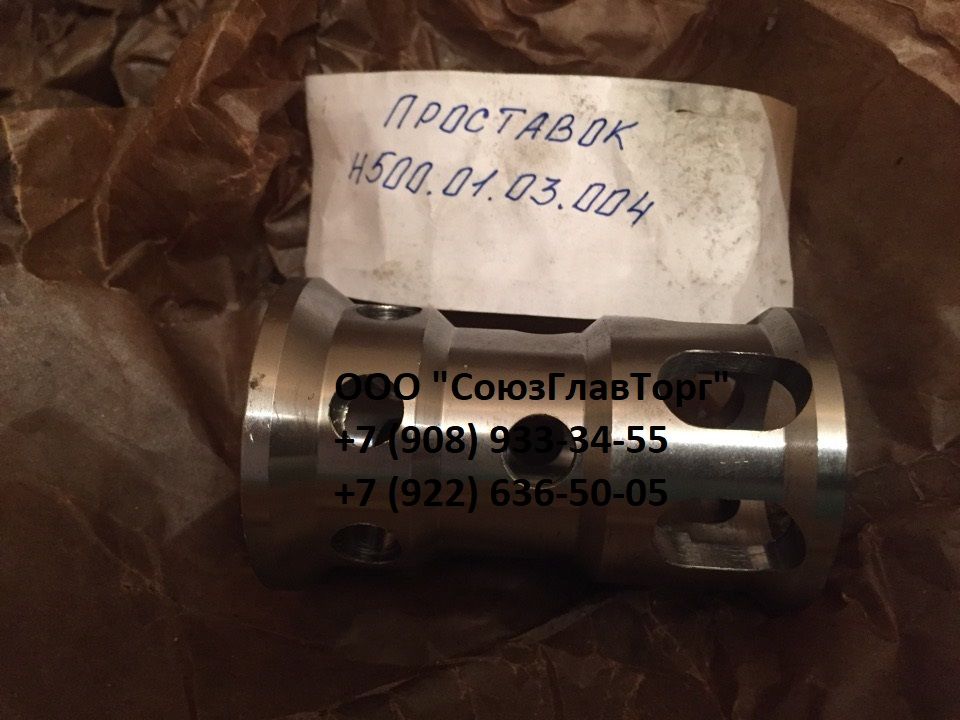 ПРОСТАВОК
Н500.01.03.004
ООО "СоюзГлавТорг"
+7 (908) 933-34-55
+7 (922) 636-50-05